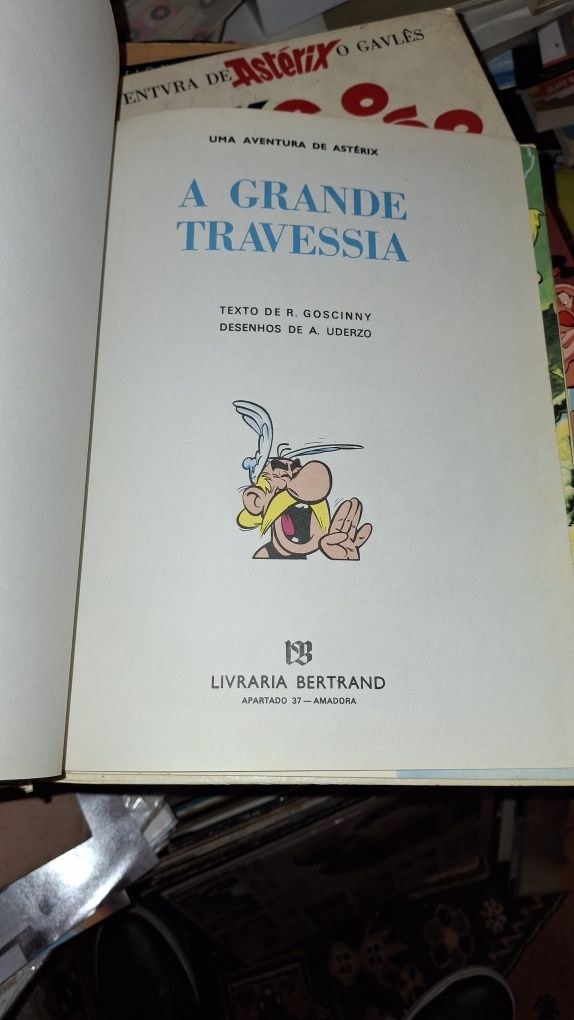 ENTVRA DE Astérix O GAVLÊS
UMA AVENTURA DE ASTÉRIX
A GRANDE
TRAVESSIA
TEXTO DE R. GOSCINNY
DESENHOS DE A. UDERZO
LIVRARIA BERTRAND
APARTADO 37 — AMADORA